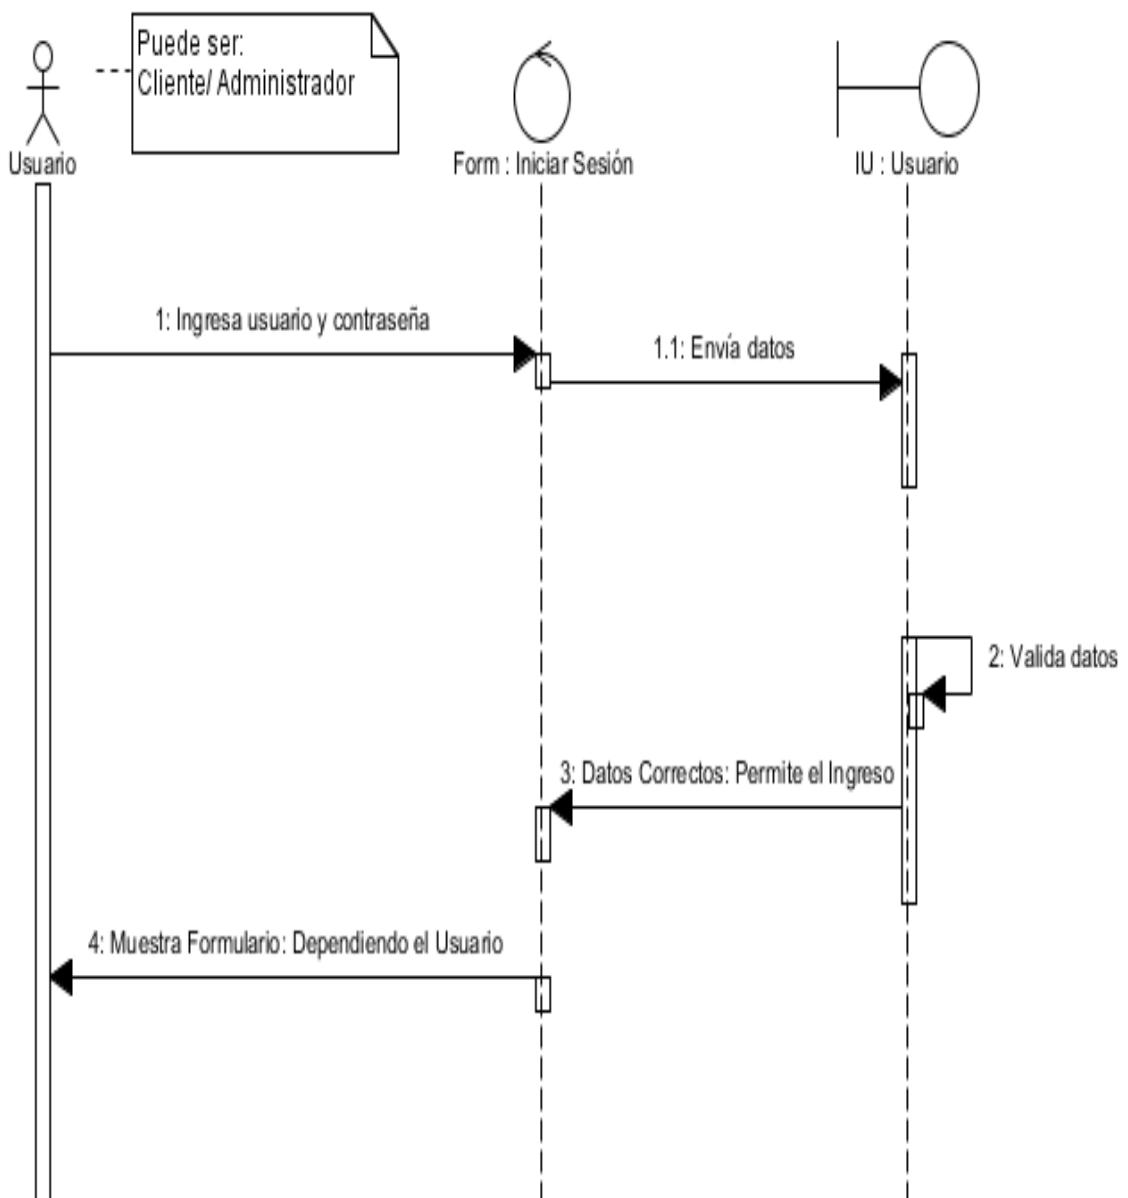 Puede ser:
Cliente/ Administrador
Usuario
Form : Iniciar Sesión
IU : Usuario
1: Ingresa usuario y contraseña
1.1: Envía datos
2: Valida datos
3: Datos Correctos: Permite el Ingreso
4: Muestra Formulario: Dependiendo el Usuario